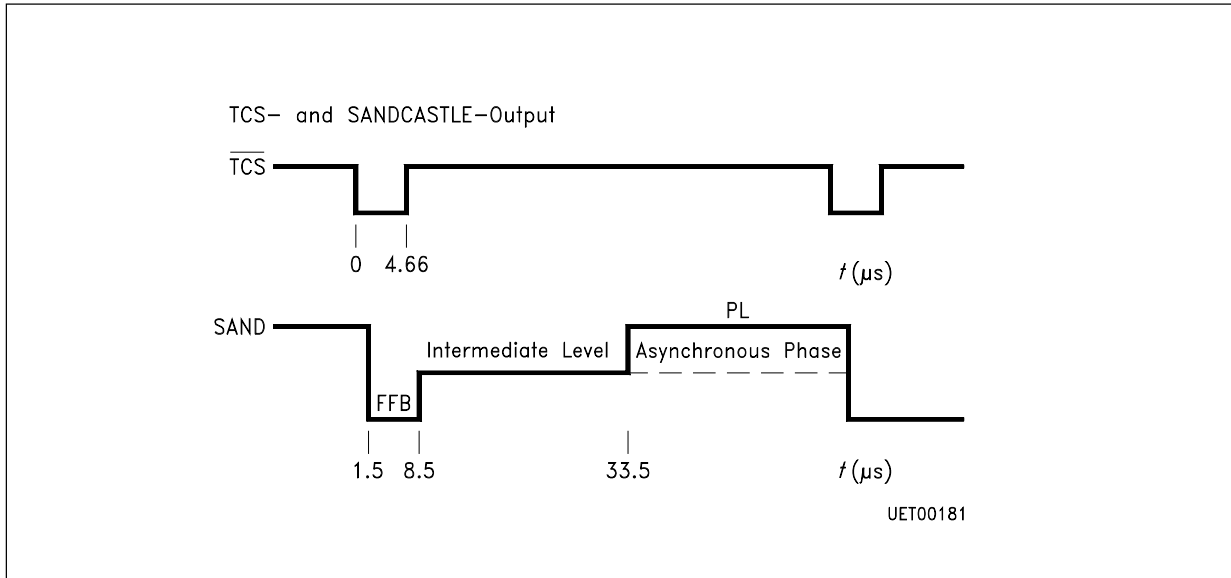 TCS– and SANDCASTLE–Output
TCS
0 4.66 t (µs)
SAND
PL
Intermediate Level Asynchronous Phase
FFB
1.5 8.5 33.5 t (µs)
UET00181